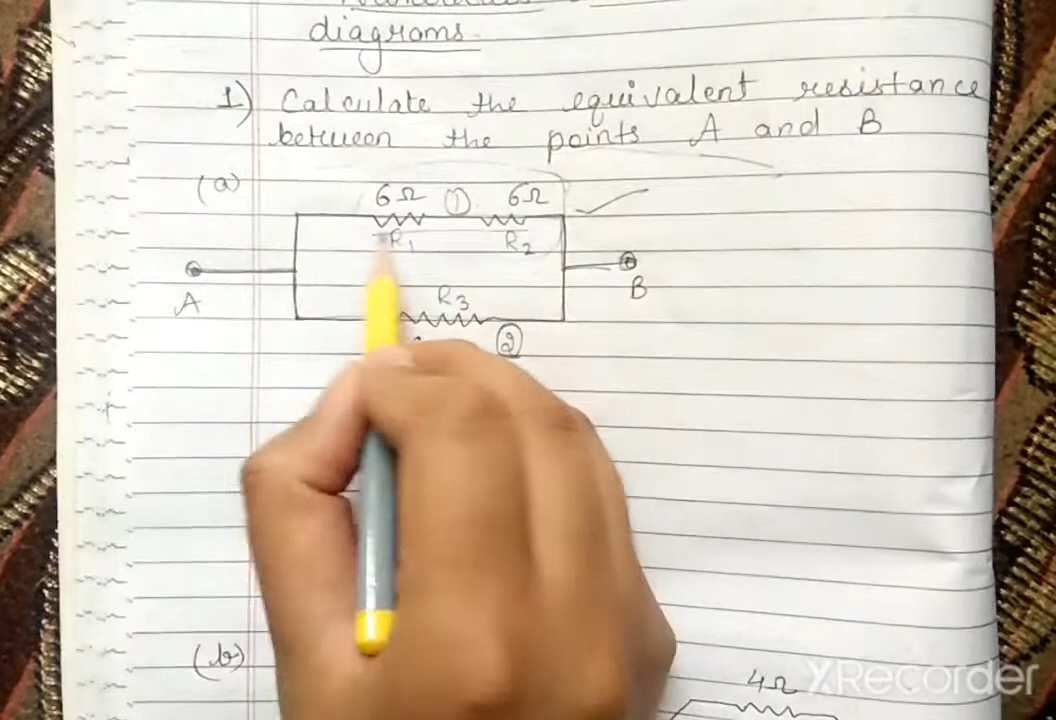 diagrams.
1) Calculate the equivalent resistance
between the points A and B
(a)
6Ω ① 6Ω
R1 R2
A
B
R3
②
(b)
4Ω
XRecorder